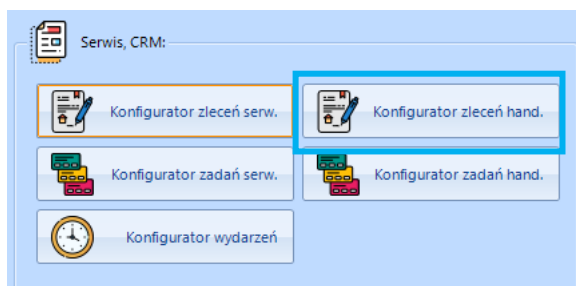 Serwis, CRM:
Konfigurator zleceń serw.
Konfigurator zleceń hand.
Konfigurator zadań serw.
Konfigurator zadań hand.
Konfigurator wydarzeń